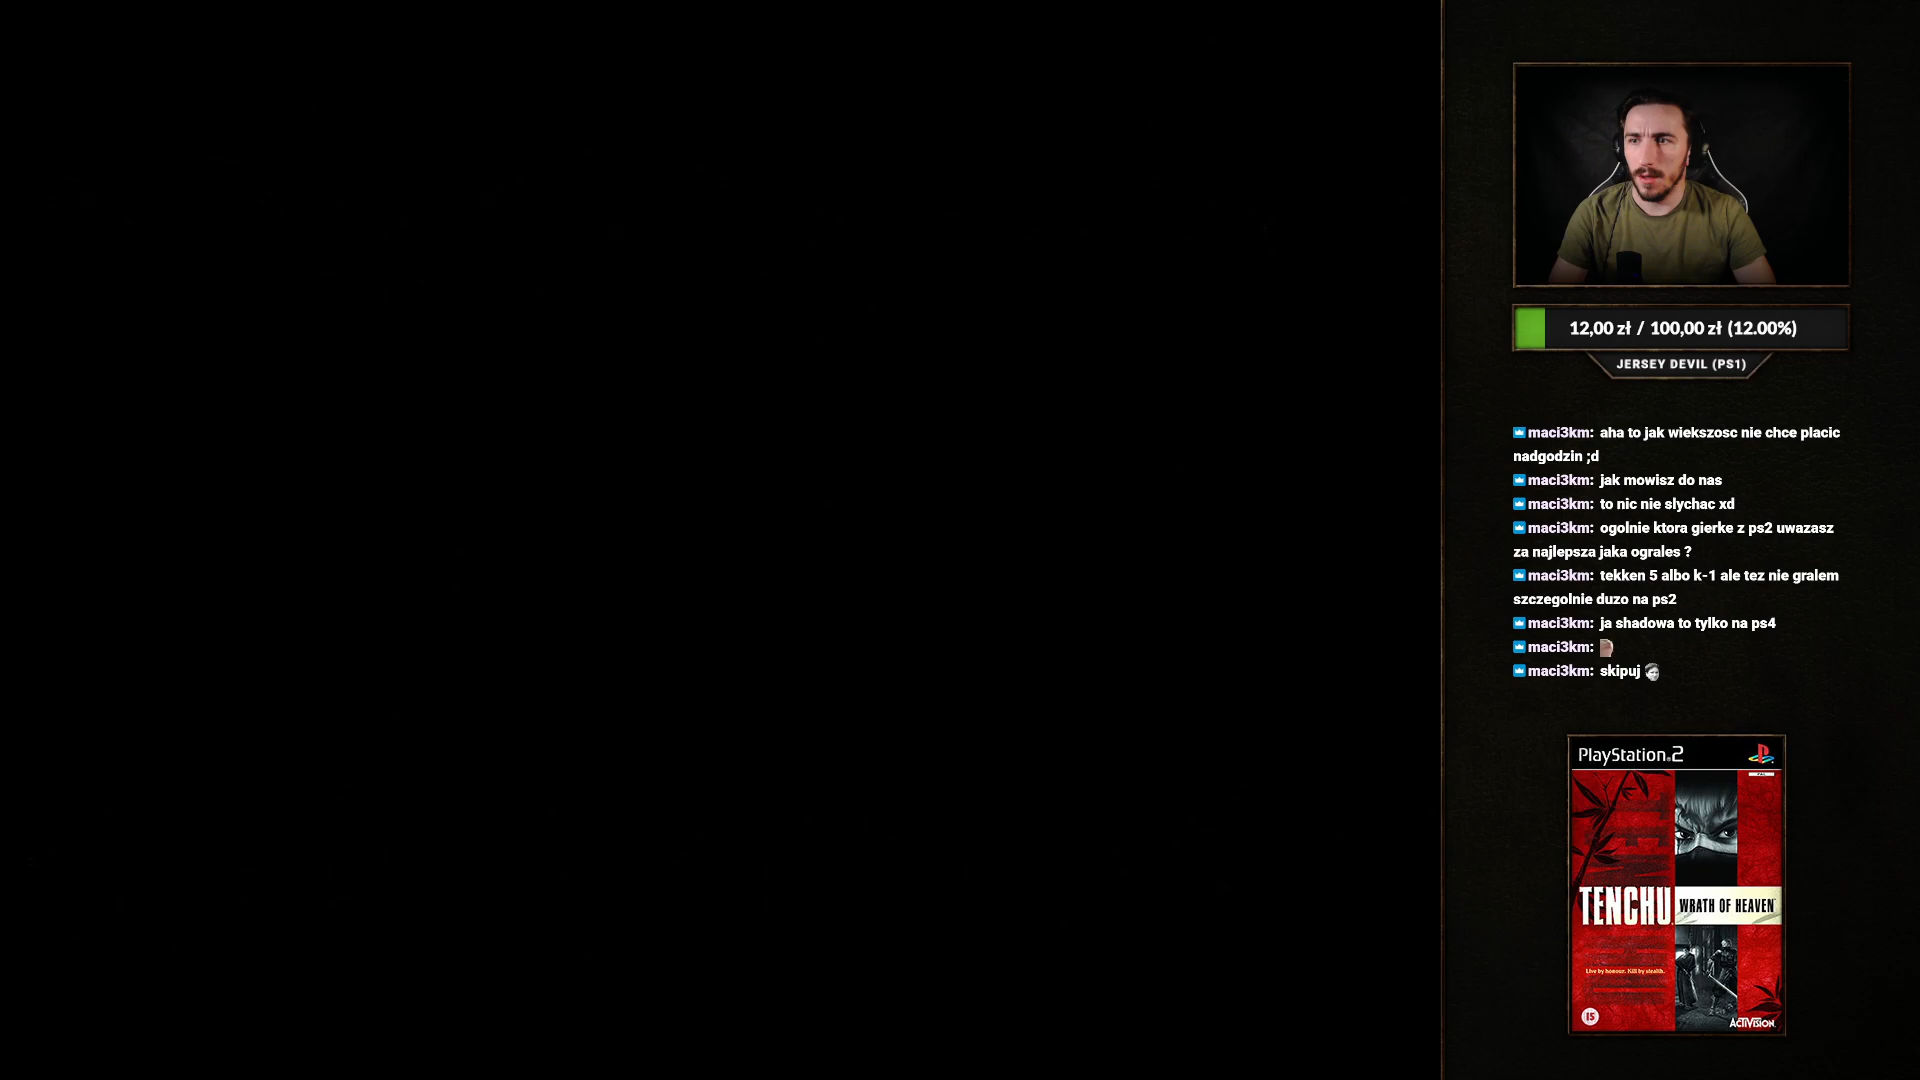 12,00 zł / 100,00 zł (12.00%)
JERSEY DEVIL (PS1)
maci3km: aha to jak wiekszosc nie chce placic
nadgodzin ;d
maci3km: jak mowisz do nas
maci3km: to nic nie slychac xd
maci3km: ogolnie ktora gierke z ps2 uwazasz
za najlepsza jaka ograles ?
maci3km: tekken 5 albo k-1 ale tez nie gralem
szczegolnie duzo na ps2
maci3km: ja shadowa to tylko na ps4
maci3km:
maci3km: skipuj
PlayStation.2
TENCHU WRATH OF HEAVEN
Live by honour. Kill by stealth.
15
ACTIVISION